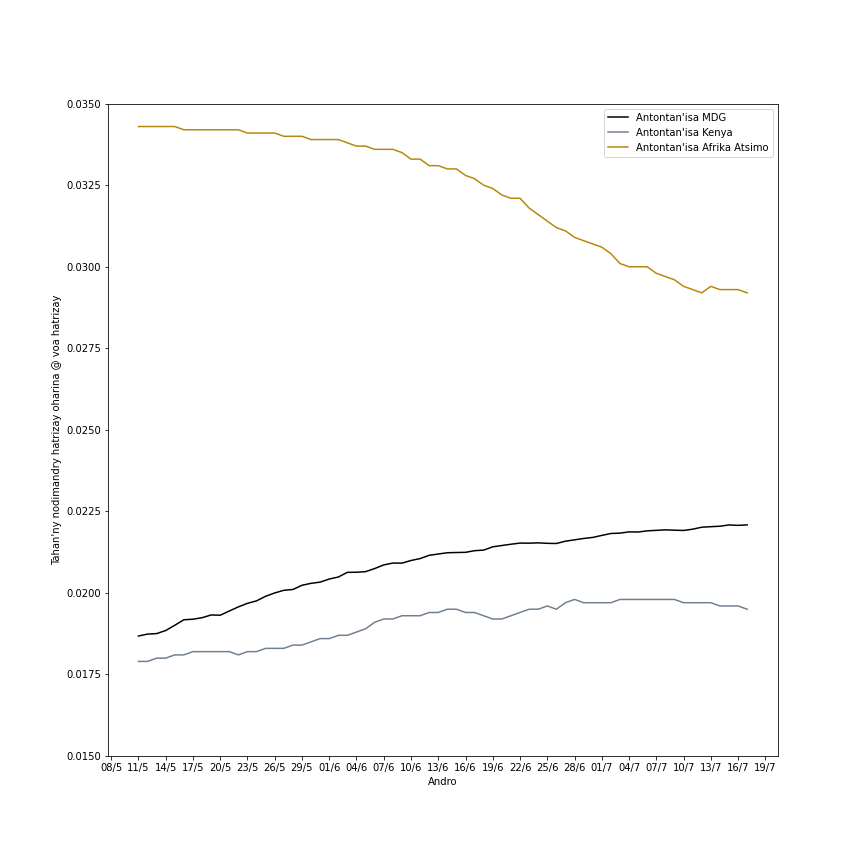 0.0350
0.0325
0.0300
0.0275
0.0250
0.0225
0.0200
0.0175
0.0150
Tahan'ny nodimandry hatrizay oharina @ voa hatrizay
Antontan'isa MDG
Antontan'isa Kenya
Antontan'isa Afrika Atsimo
08/5 11/5 14/5 17/5 20/5 23/5 26/5 29/5 01/6 04/6 07/6 10/6 13/6 16/6 19/6 22/6 25/6 28/6 01/7 04/7 07/7 10/7 13/7 16/7 19/7
Andro